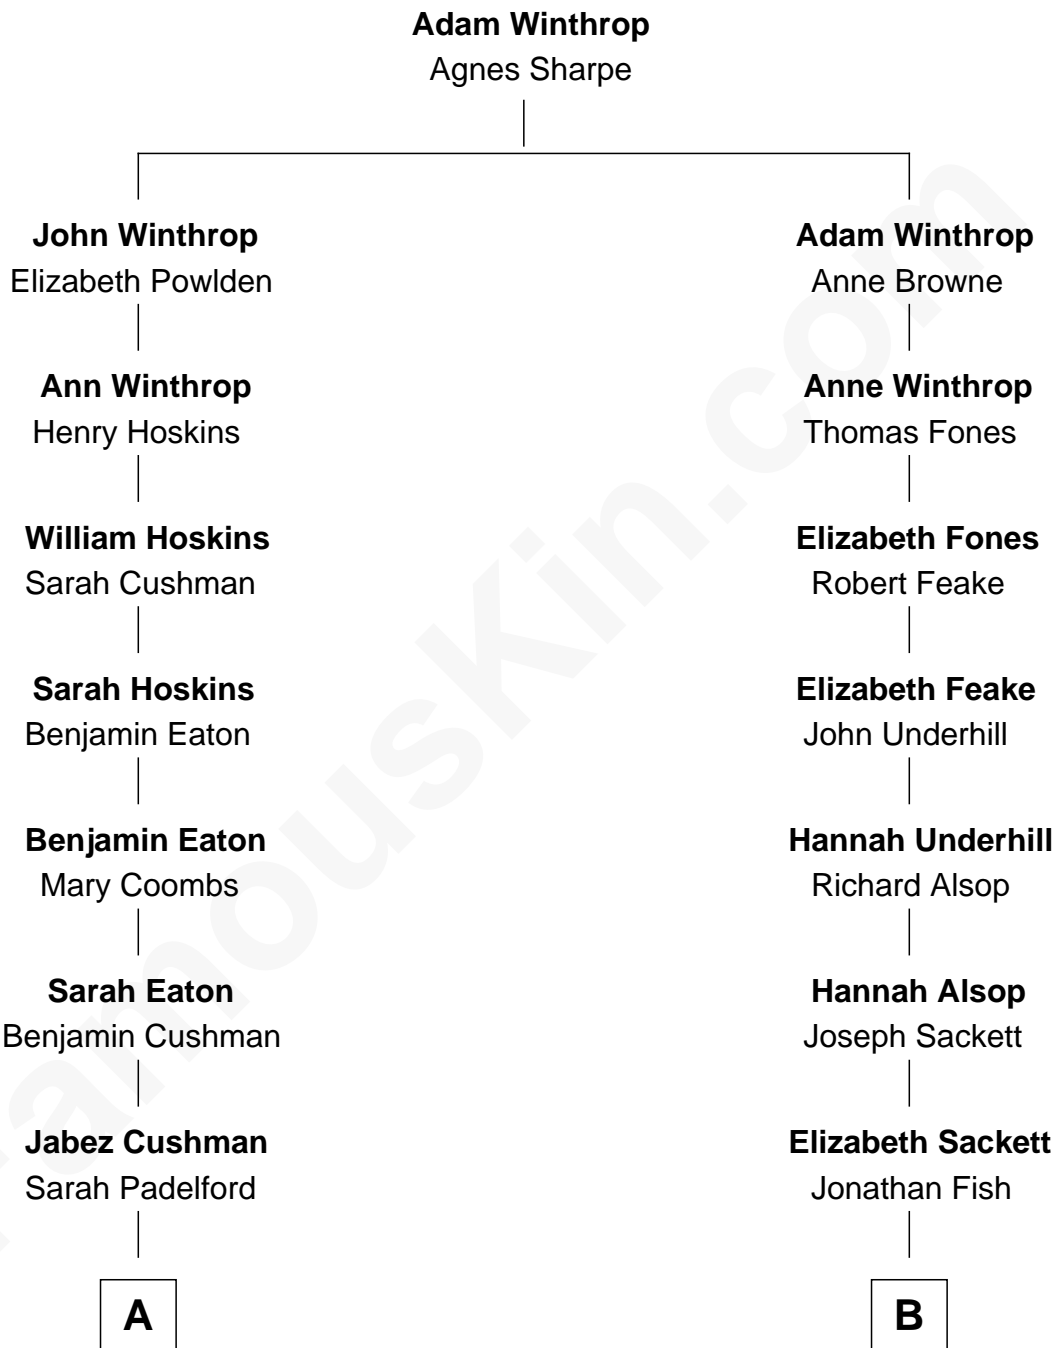 Adam Winthrop
Agnes Sharpe
John Winthrop
Elizabeth Powlden
Adam Winthrop
Anne Browne
Ann Winthrop
Henry Hoskins
Anne Winthrop
Thomas Fones
William Hoskins
Sarah Cushman
Elizabeth Fones
Robert Feake
Sarah Hoskins
Benjamin Eaton
Elizabeth Feake
John Underhill
Benjamin Eaton
Mary Coombs
Hannah Underhill
Richard Alsop
Sarah Eaton
Benjamin Cushman
Hannah Alsop
Joseph Sackett
Jabez Cushman
Sarah Padelford
Elizabeth Sackett
Jonathan Fish
A
B
FamousKin.com